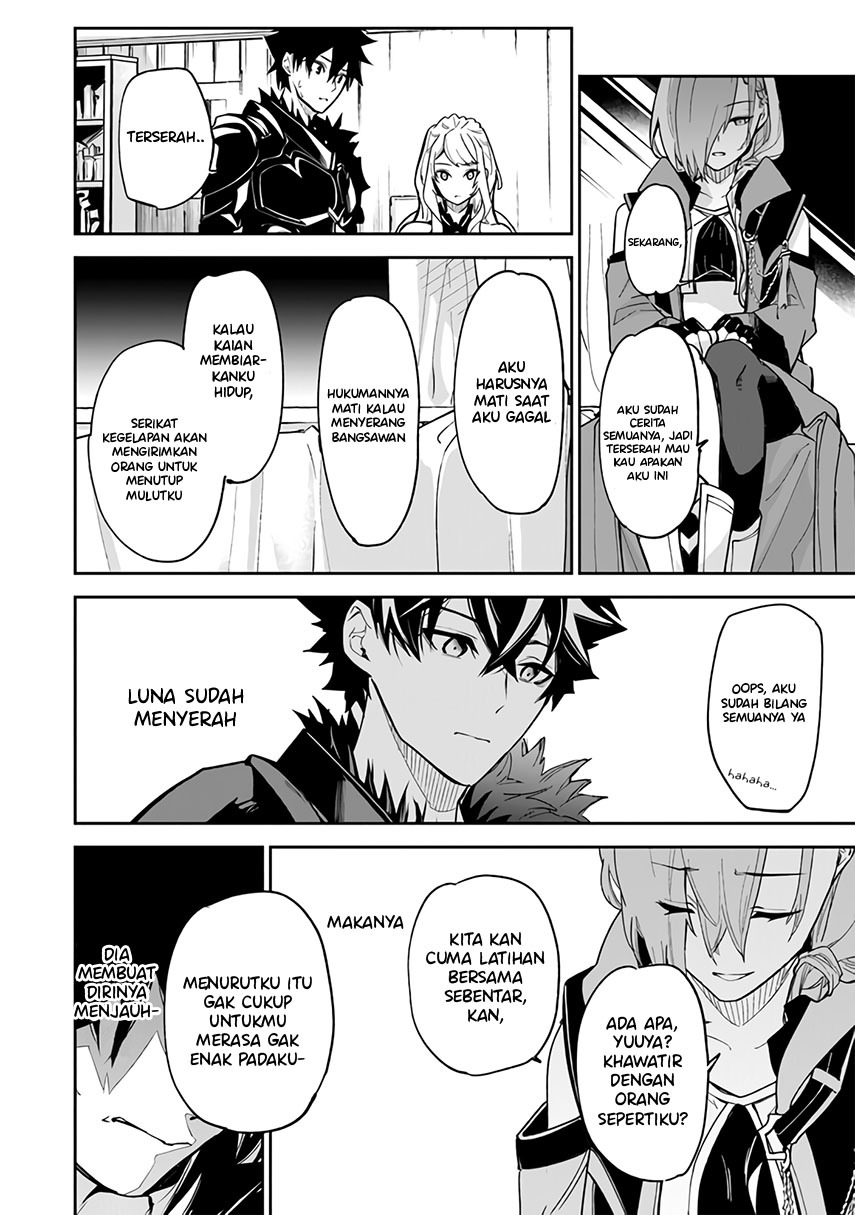 SEKARANG,
AKU SUDAH
CERITA
SEMUANYA, JADI
TERSERAH MAU
KAU APAKAN
AKU INI
TERSERAH..
AKU
HARUSNYA
MATI SAAT
AKU GAGAL
HUKUMANNYA
MATI KALAU
MENYERANG
BANGSAWAN
KALAU
KAIAN
MEMBIAR-
KANKU
HIDUP,
SERIKAT
KEGELAPAN AKAN
MENGIRIMKAN
ORANG UNTUK
MENUTUP
MULUTKU
OOPS, AKU
SUDAH BILANG
SEMUANYA YA
hahaha...
LUNA SUDAH
MENYERAH
ADA APA,
YUUYA?
KHAWATIR
DENGAN
ORANG
SEPERTIKU?
KITA KAN
CUMA LATIHAN
BERSAMA
SEBENTAR,
KAN,
MAKANYA
MENURUTKU ITU
GAK CUKUP
UNTUKMU
MERASA GAK
ENAK PADAKU-
DIA
MEMBUAT
DIRINYA
MENJAUH-